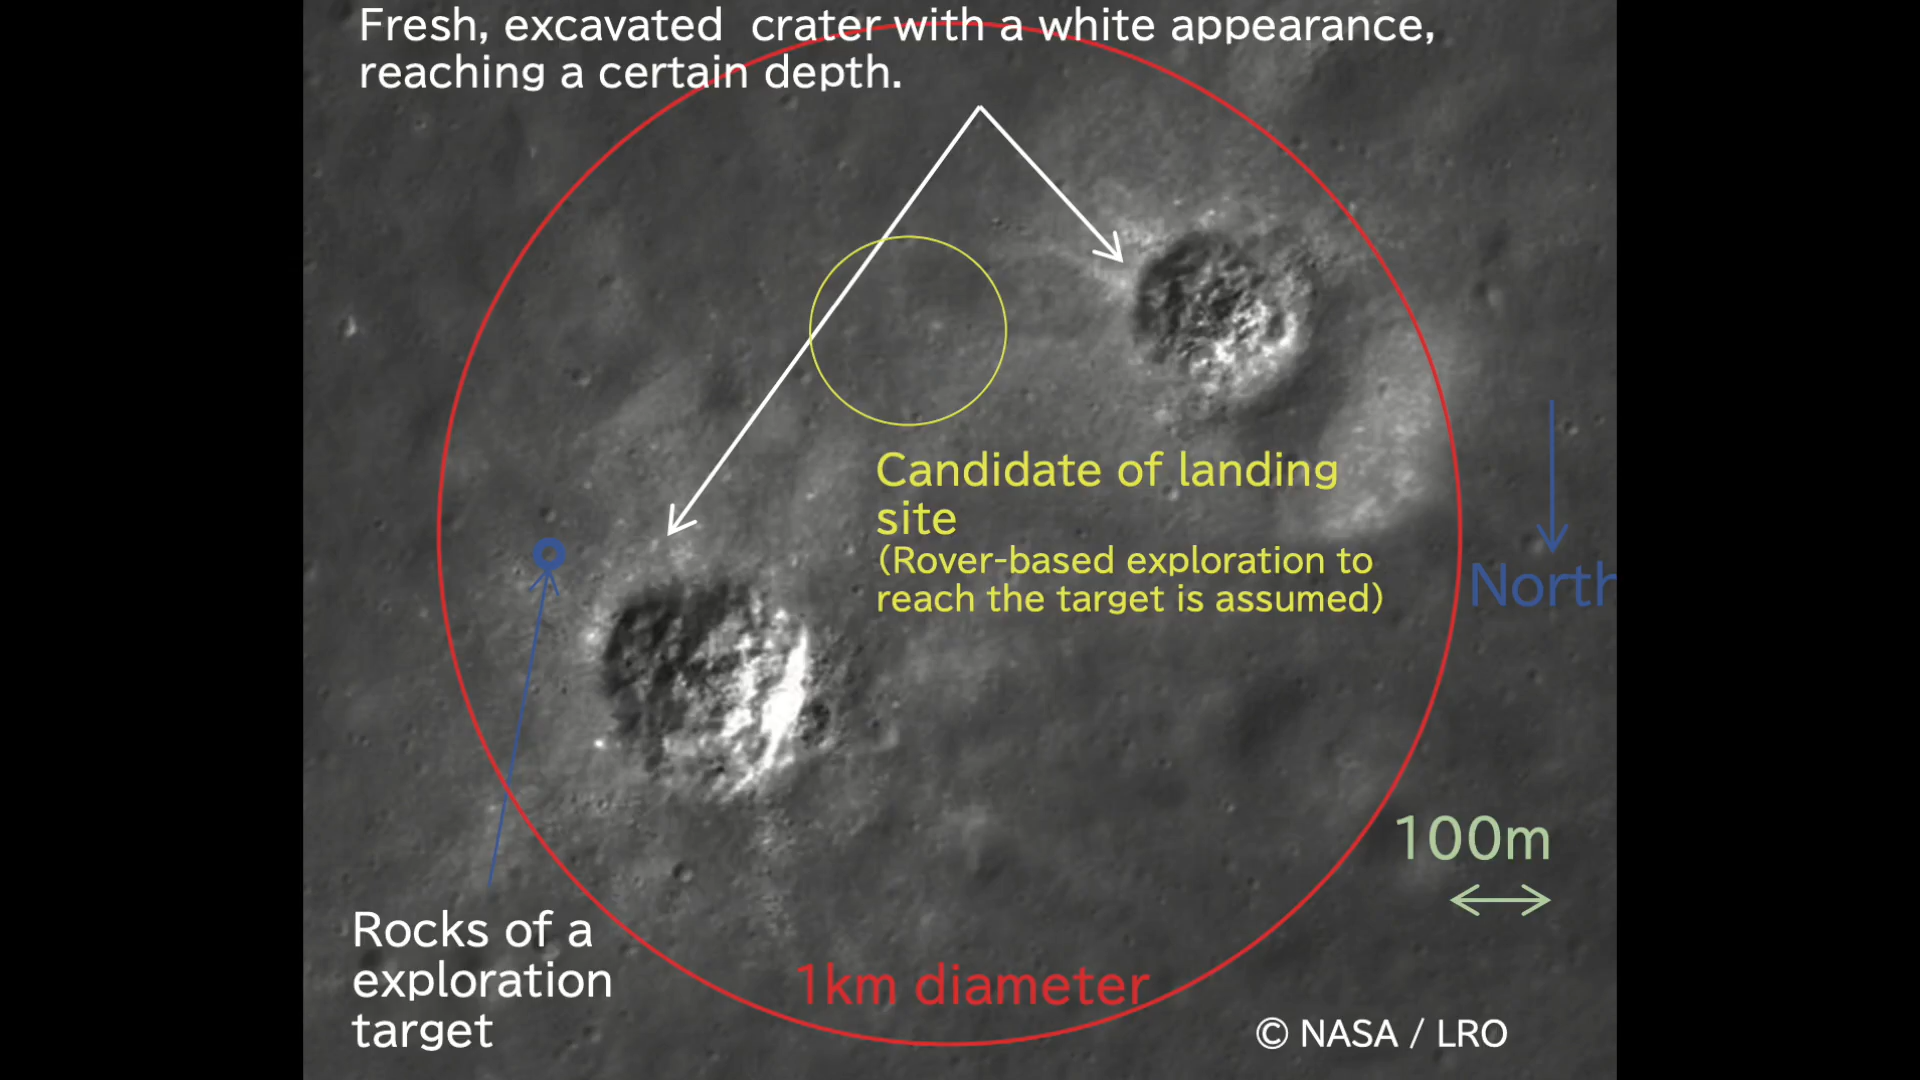 Fresh, excavated crater with a white appearance,
reaching a certain depth.
Candidate of landing
site
(Rover-based exploration to
reach the target is assumed)
North
100m
Rocks of a
exploration
target
1km diameter
© NASA / LRO